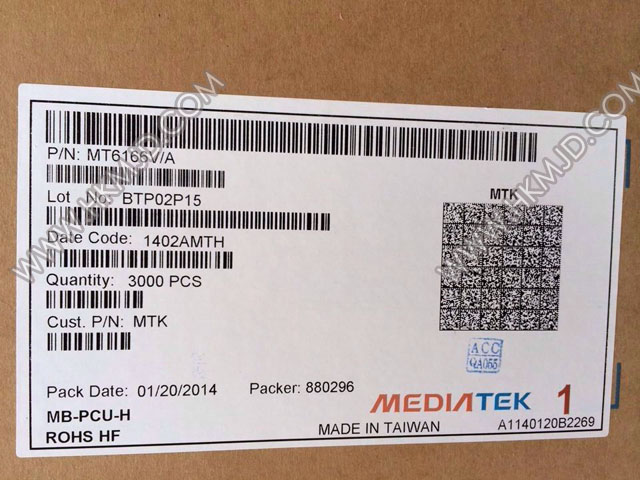 P/N: MT6166V/A
Lot No: BTP02P15
Date Code: 1402AMTH
Quantity: 3000 PCS
Cust. P/N: MTK
Pack Date: 01/20/2014 Packer: 880296
MB-PCU-H
ROHS HF
MTK
ACC
QA055
MEDIATEK 1
MADE IN TAIWAN A1140120B2269
WWW.HKMJD.COM
WWW.HKMJD.COM